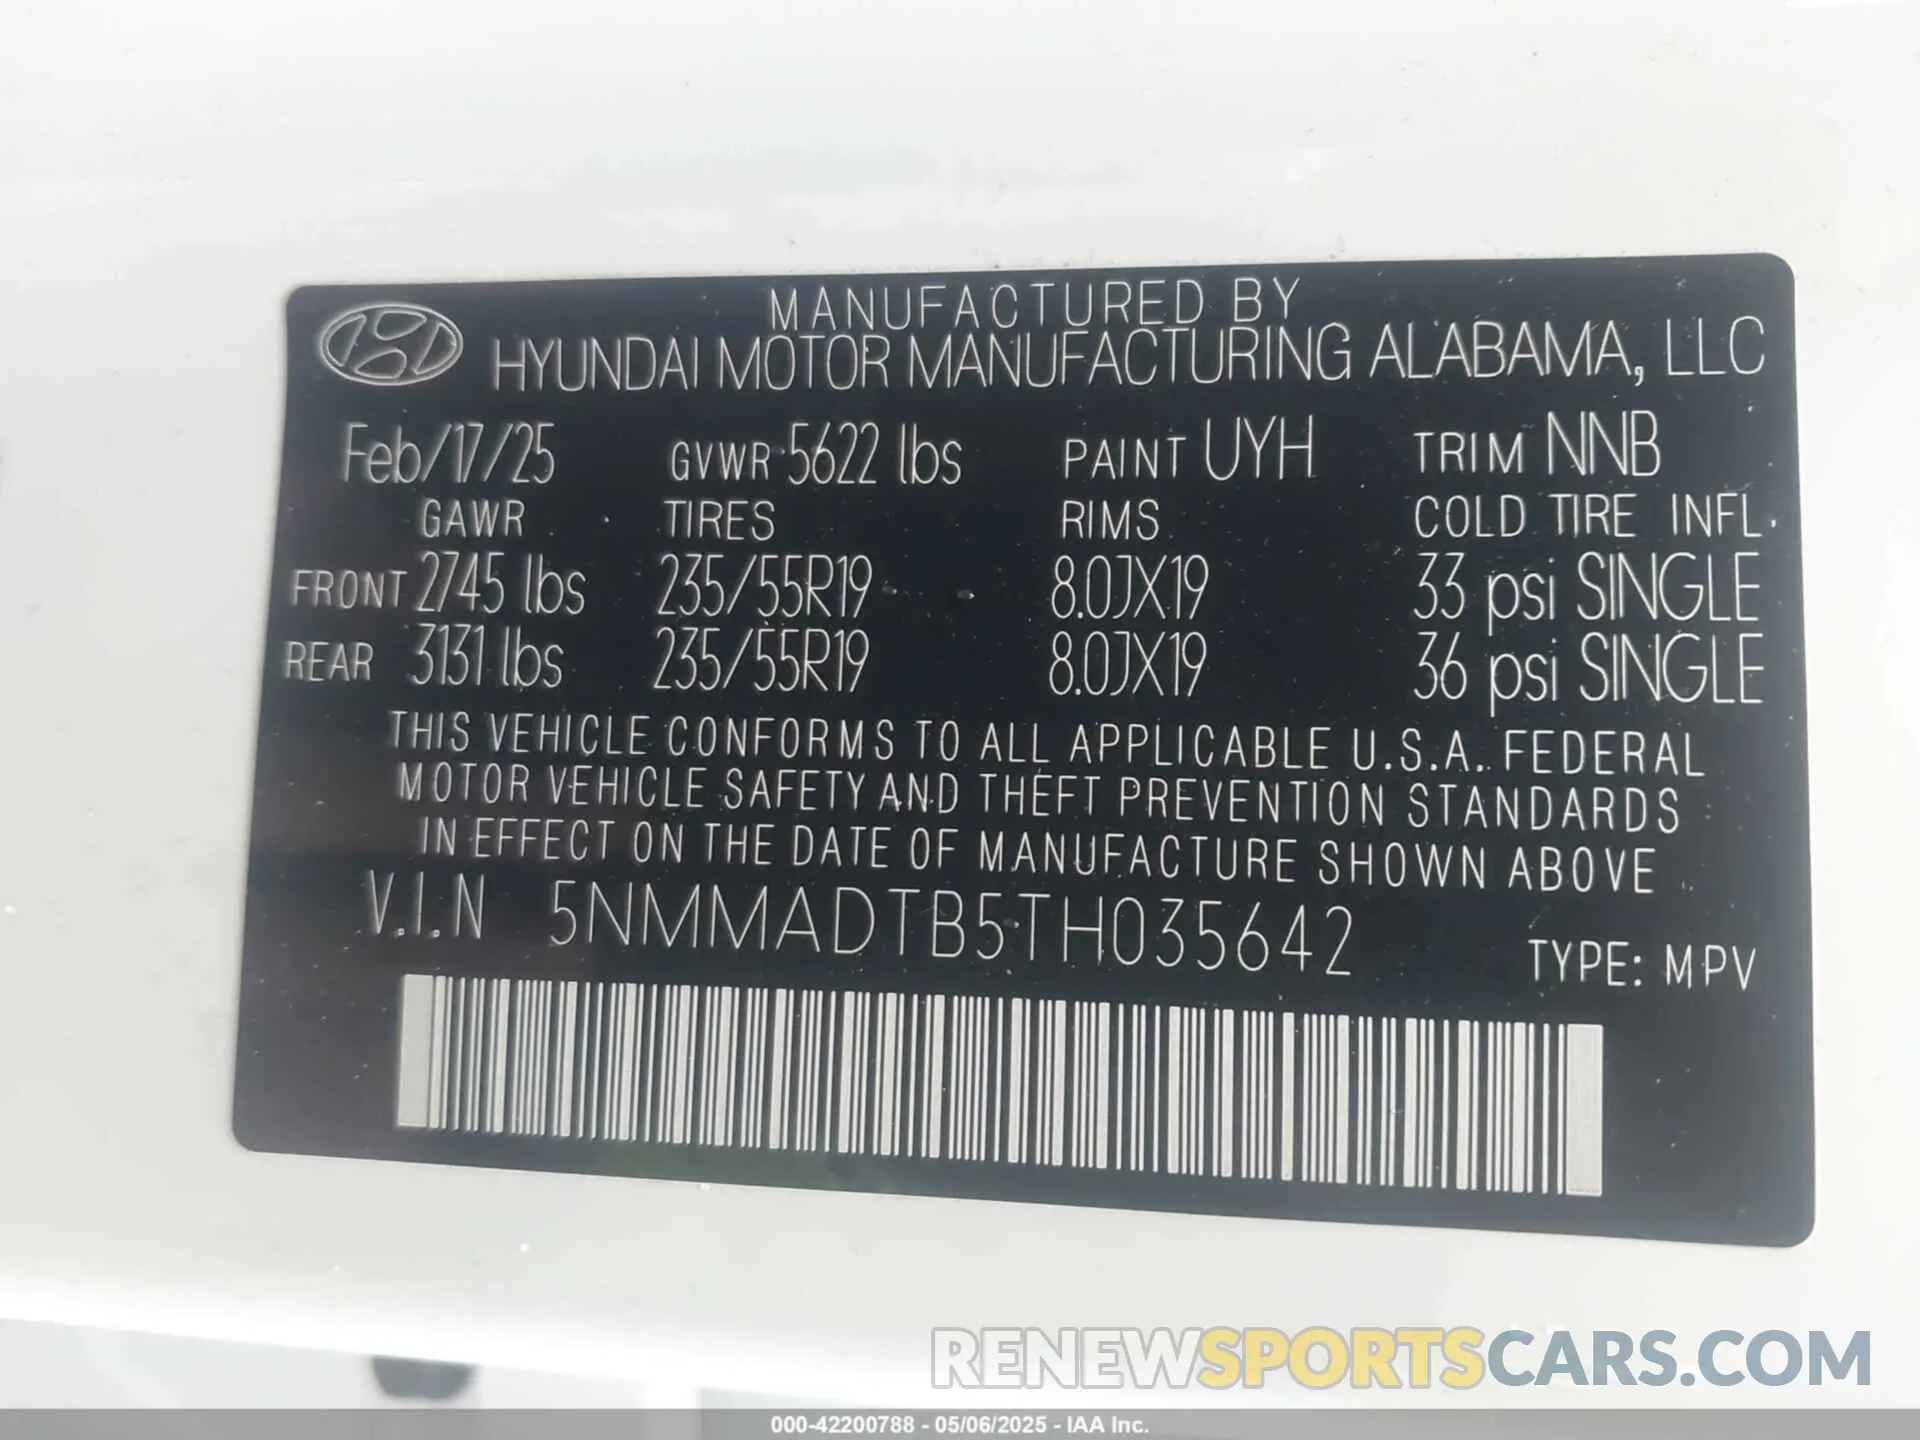 MANUFACTURED BY
HYUNDAI MOTOR MANUFACTURING ALABAMA, LLC
Feb/17/25 GVWR 5622 lbs PAINT UYH TRIM NNB
GAWR TIRES RIMS COLD TIRE INFL.
FRONT 2745 lbs 235/55R19 8.0JX19 33 psi SINGLE
REAR 3131 lbs 235/55R19 8.0JX19 36 psi SINGLE
THIS VEHICLE CONFORMS TO ALL APPLICABLE U.S.A. FEDERAL
MOTOR VEHICLE SAFETY AND THEFT PREVENTION STANDARDS
IN EFFECT ON THE DATE OF MANUFACTURE SHOWN ABOVE
V.I.N 5NMMADTB5TH035642
TYPE: MPV
RENEWSPORTSCARS.COM
000-42200788 - 05/06/2025 - IAA Inc.